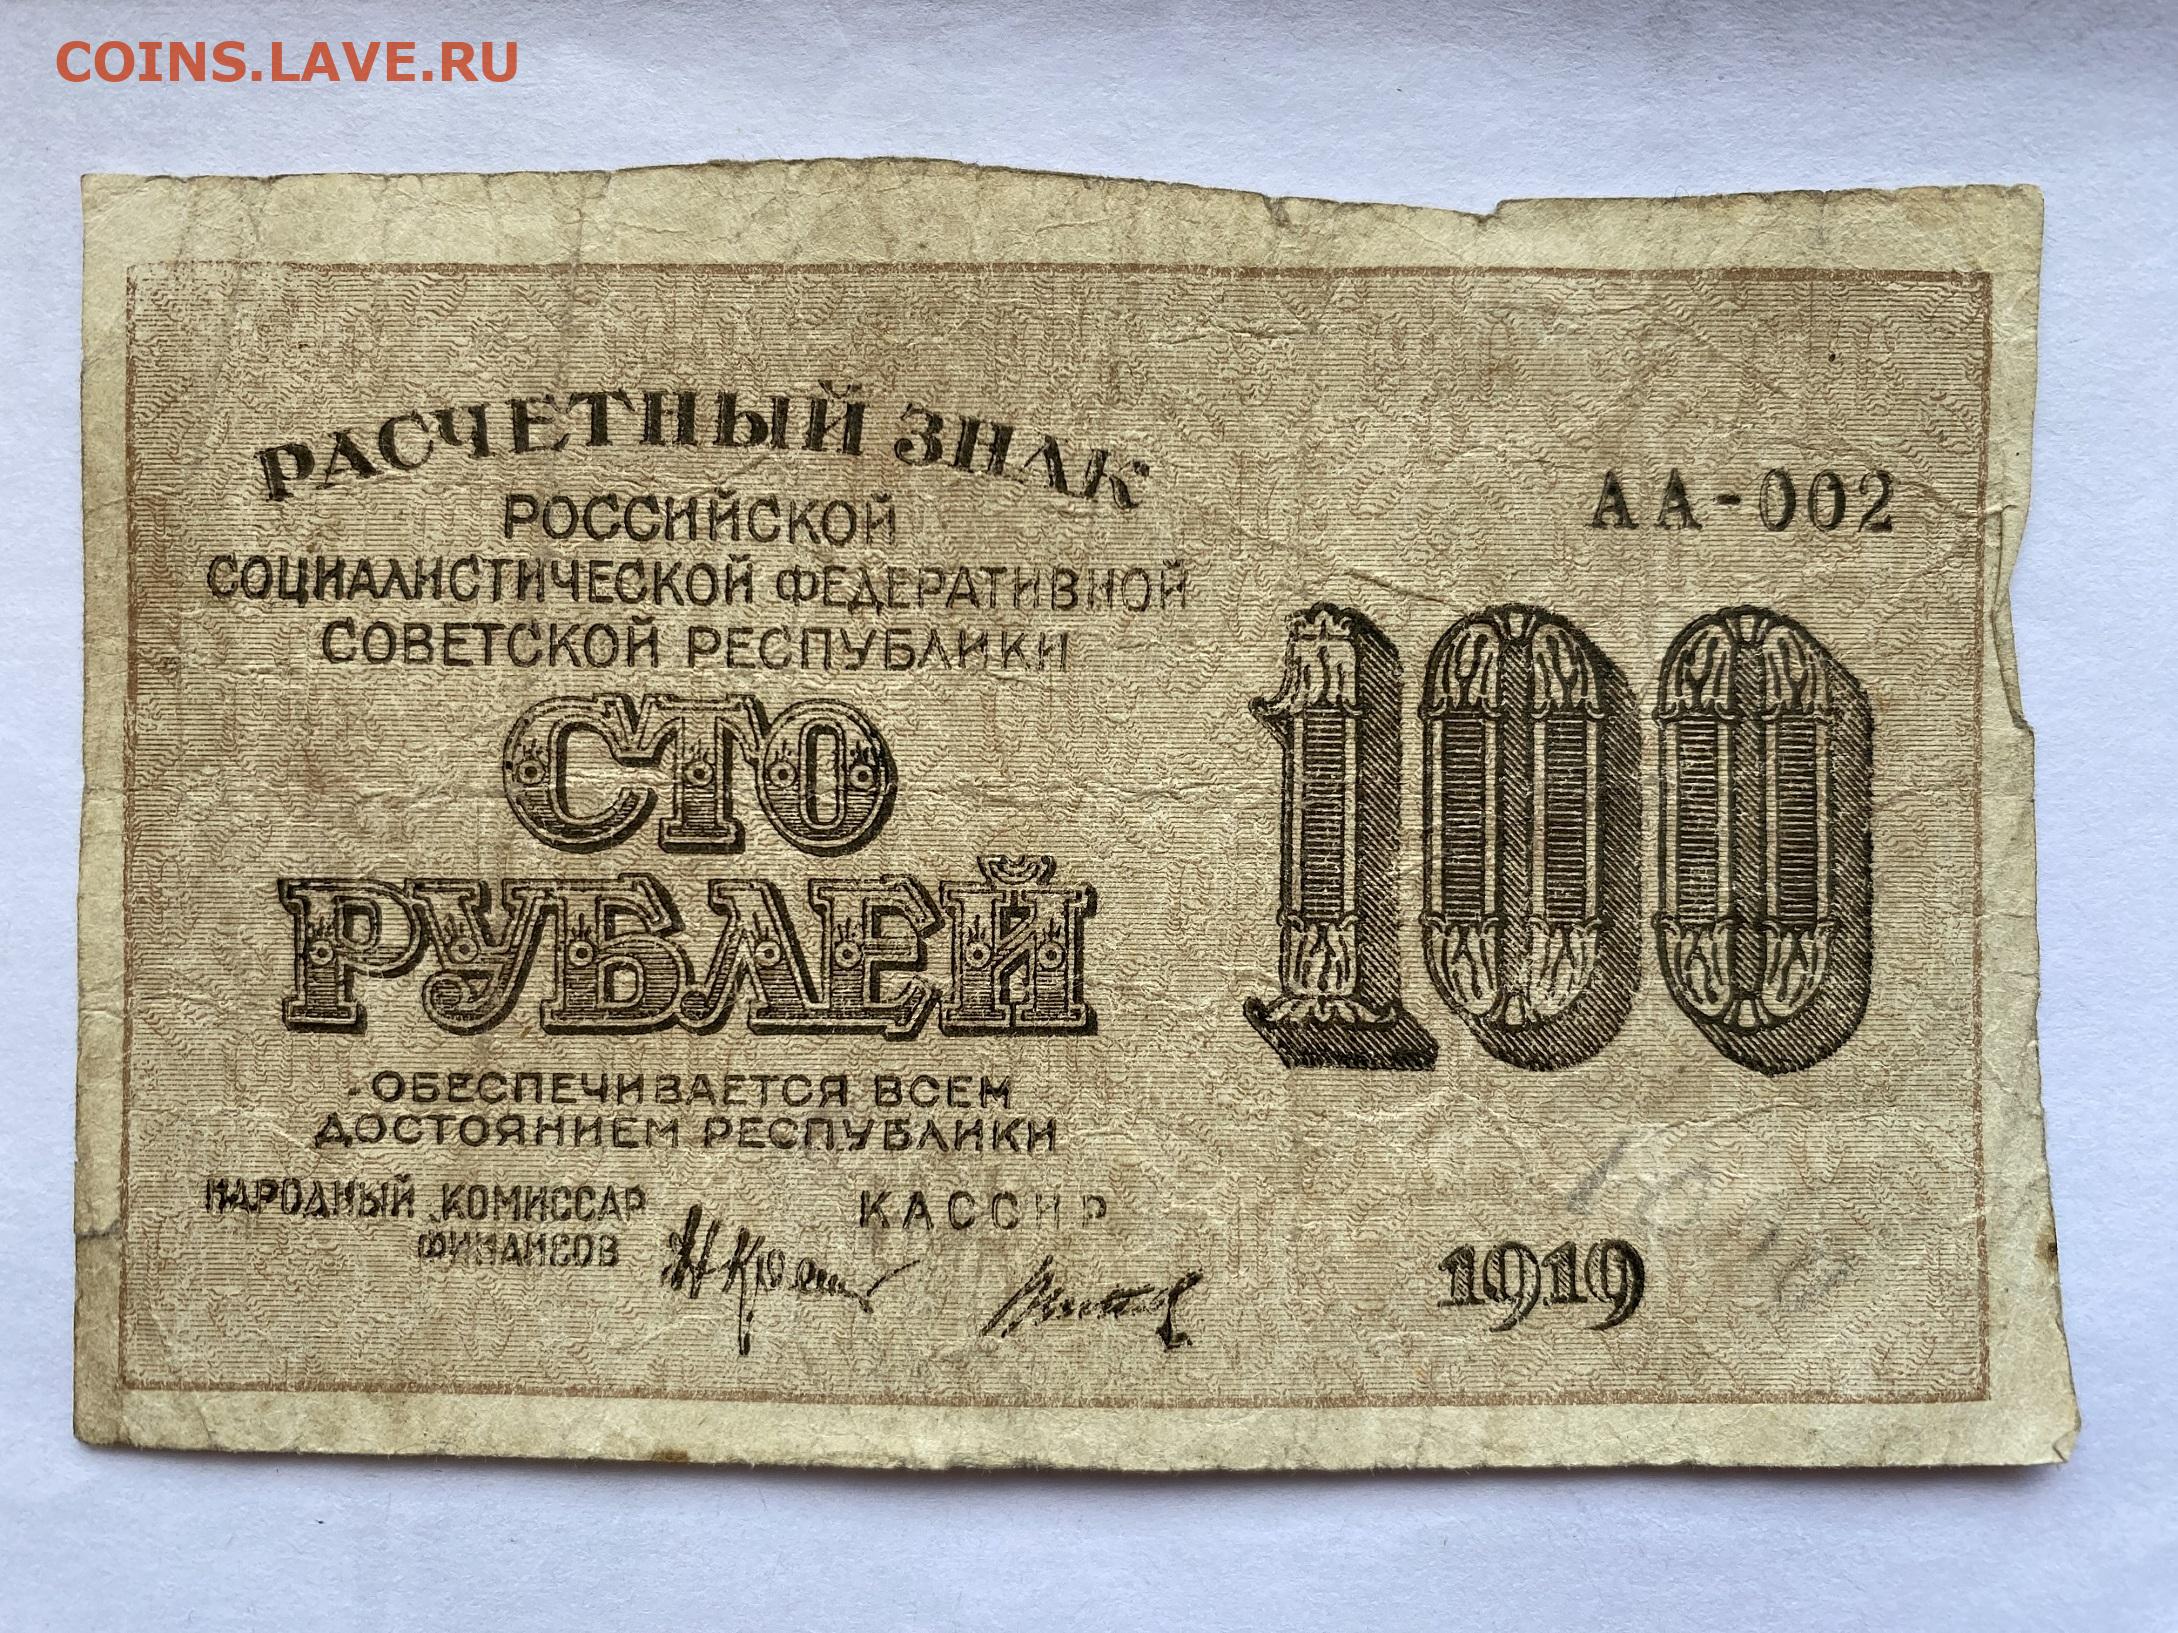 COINS.LAVE.RU
РАСЧЕТНЫЙ ЗНАК
РОССИЙСКОЙ
СОЦИАЛИСТИЧЕСКОЙ ФЕДЕРАТИВНОЙ
СОВЕТСКОЙ РЕСПУБЛИКИ
АА-002
СТО
РУБЛЕЙ
100
ОБЕСПЕЧИВАЕТСЯ ВСЕМ
ДОСТОЯНИЕМ РЕСПУБЛИКИ
НАРОДНЫЙ КОМИССАР
ФИНАНСОВ
КАССИР
1919